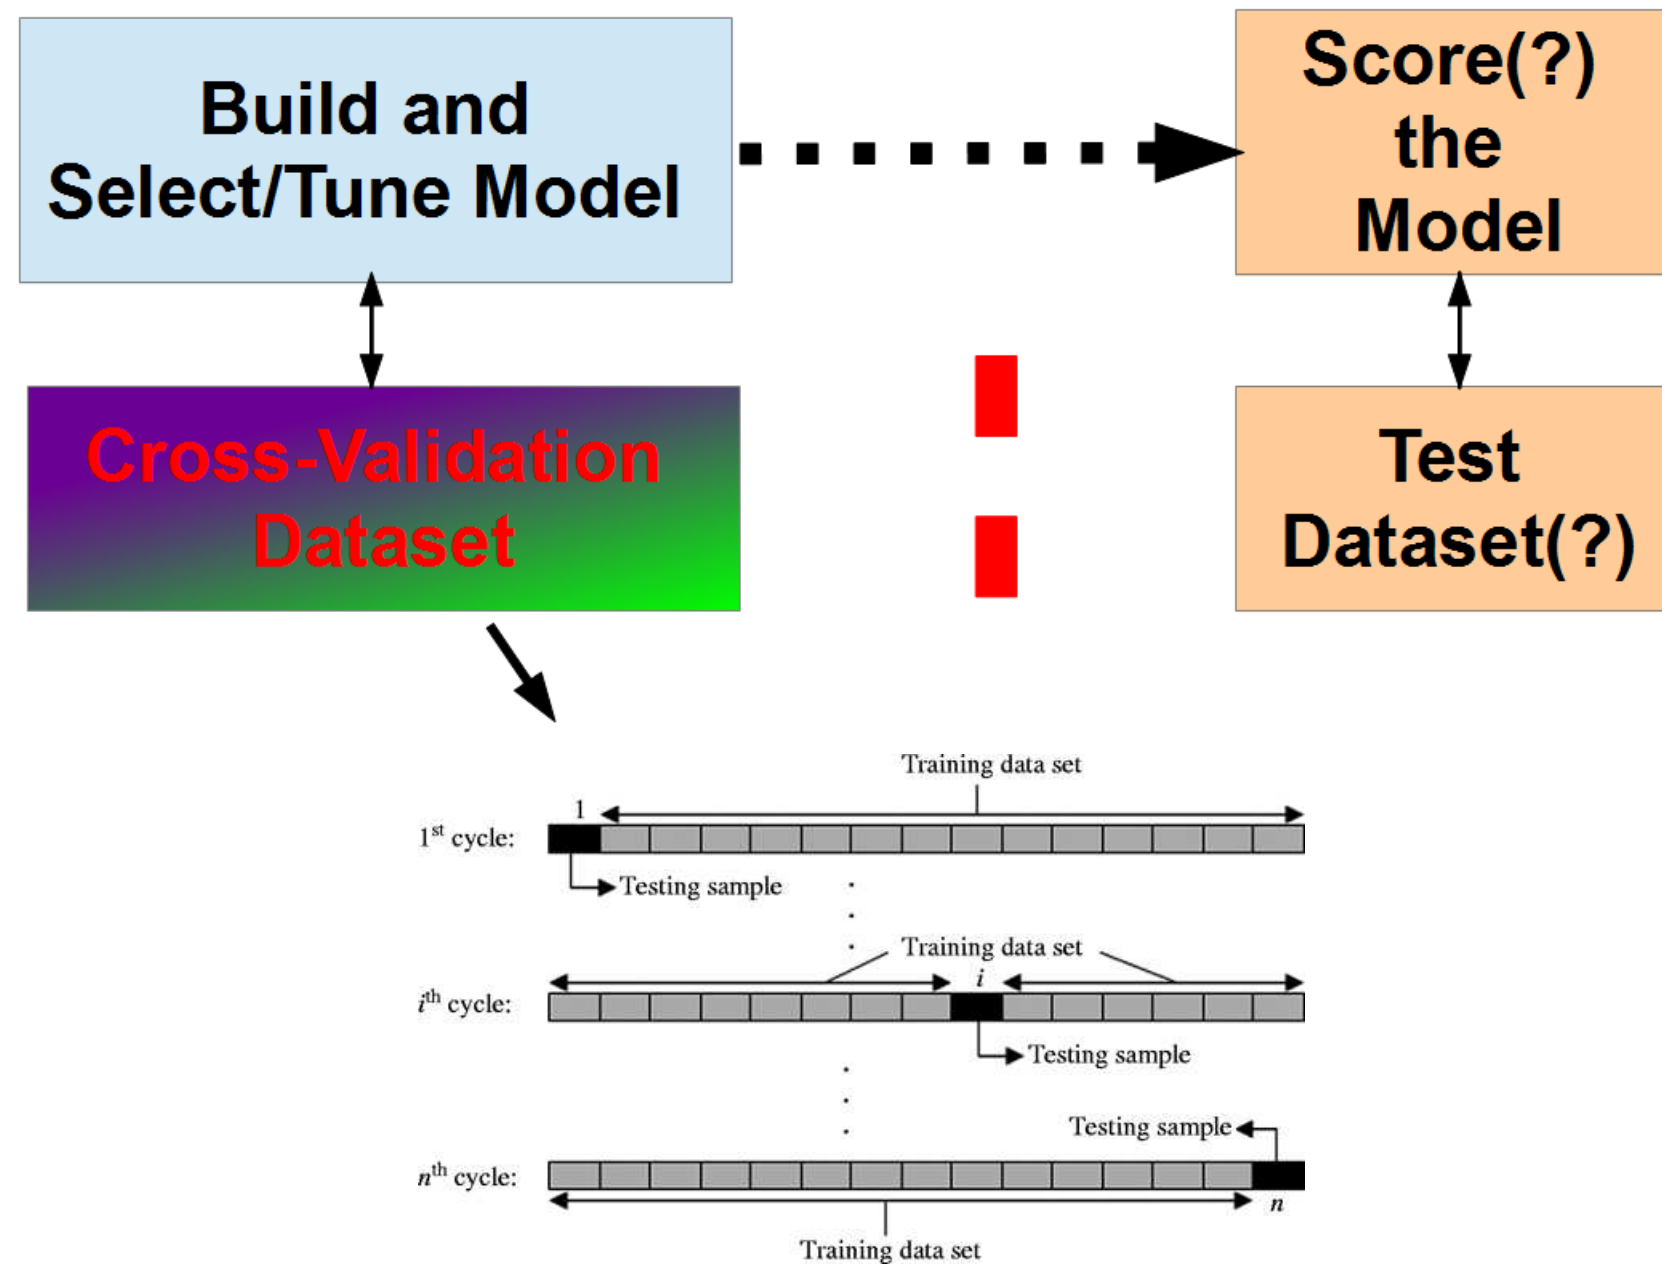 Build and
Select/Tune Model
Score(?)
the
Model
Cross-Validation
Dataset
Test
Dataset(?)
Training data set
1
1st cycle:
Testing sample
Training data set
i
ith cycle:
Testing sample
Testing sample
nth cycle:
n
Training data set